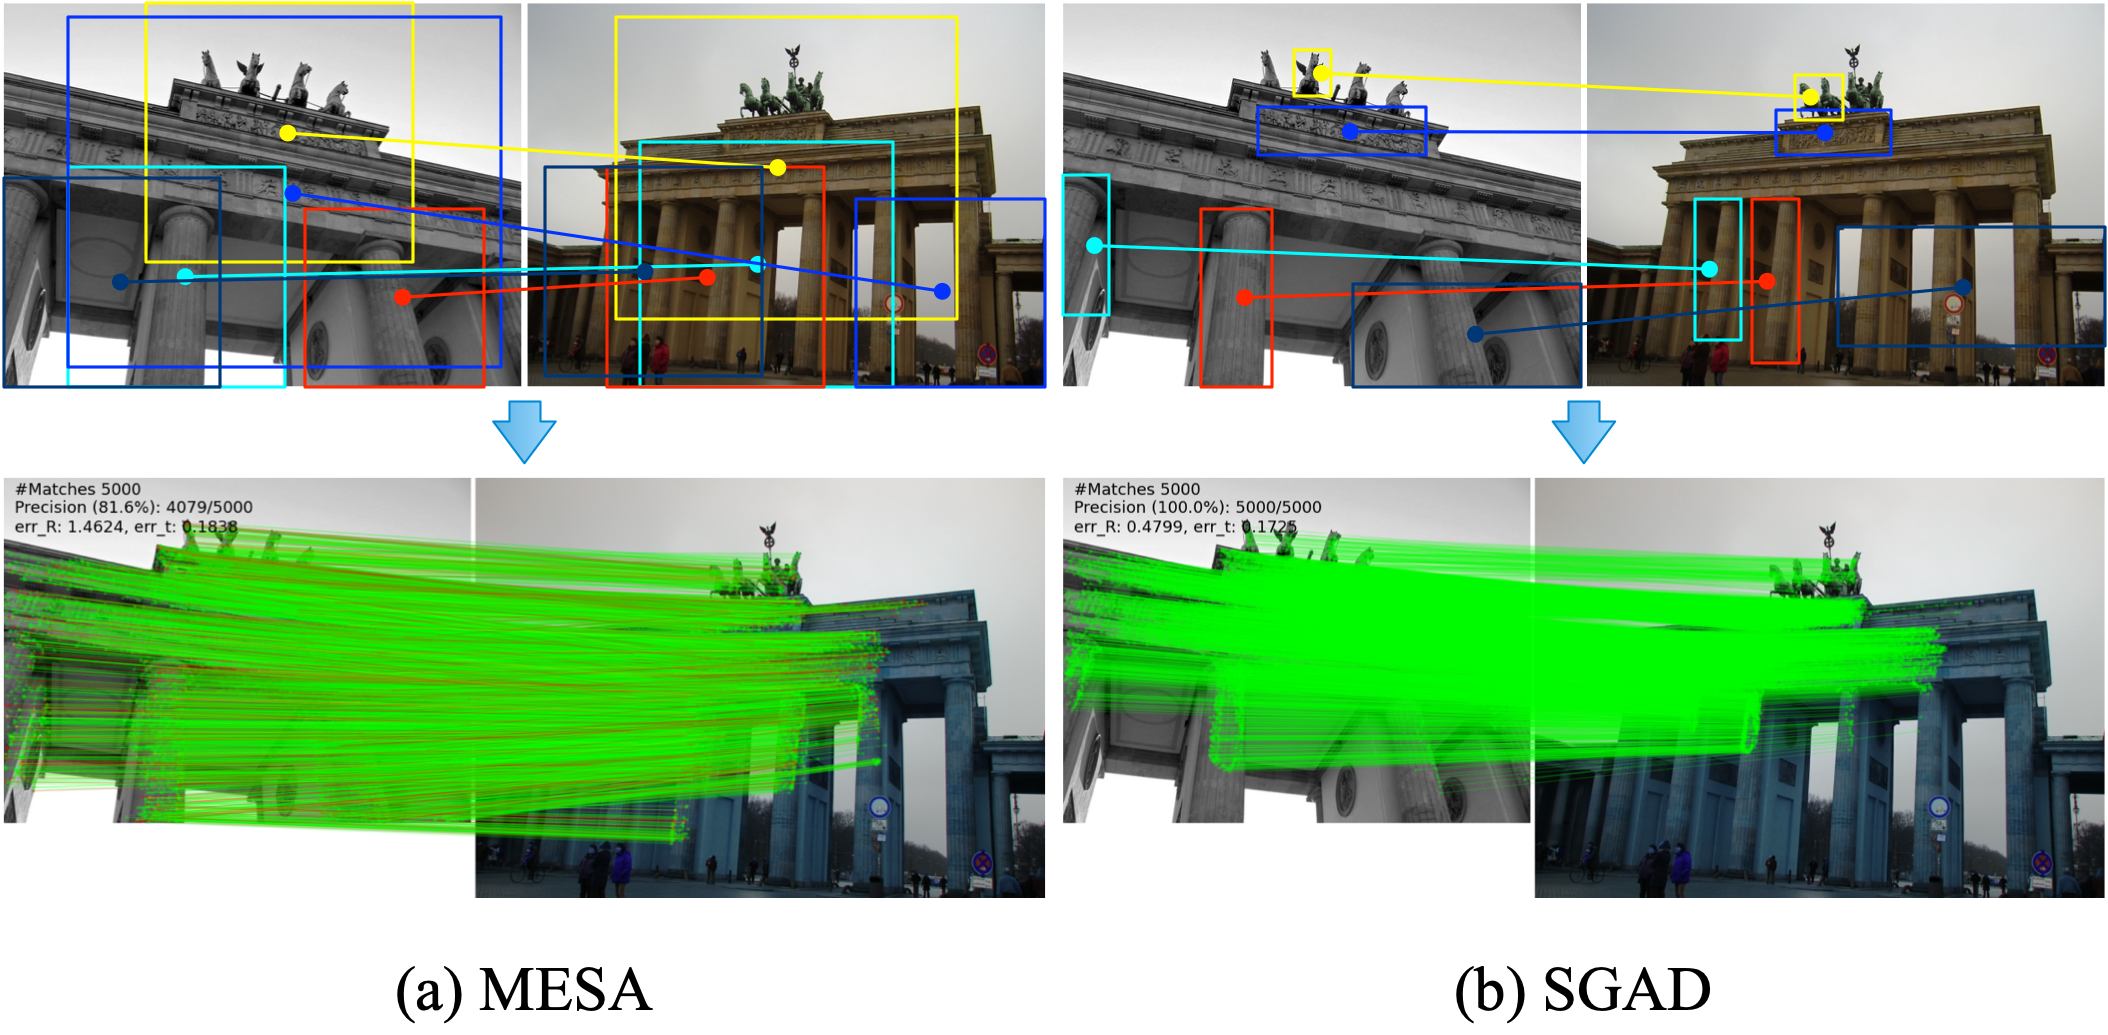 #Matches 5000
Precision (81.6%): 4079/5000
err_R: 1.4624, err_t: 0.1838
#Matches 5000
Precision (100.0%): 5000/5000
err_R: 0.4799, err_t: 0.1725
(a) MESA
(b) SGAD